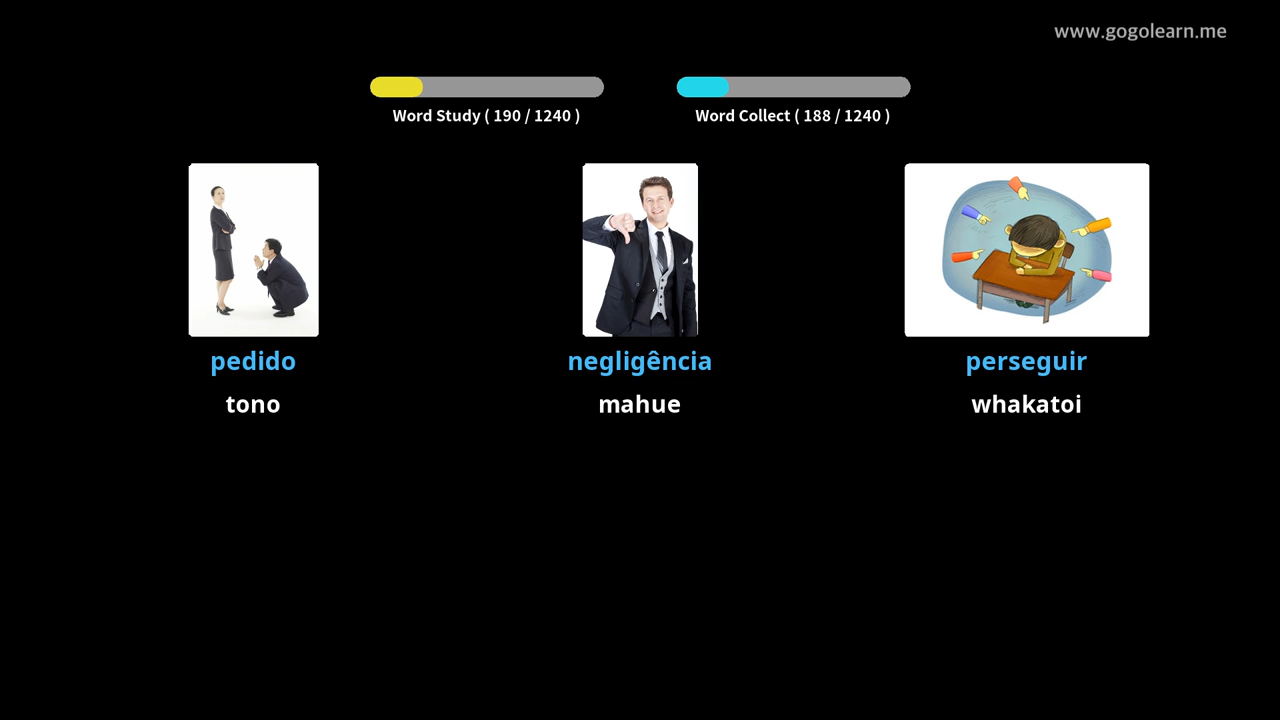 www.gogolearn.me
Word Study ( 190 / 1240 )
Word Collect ( 188 / 1240 )
pedido
negligência
perseguir
tono
mahue
whakatoi